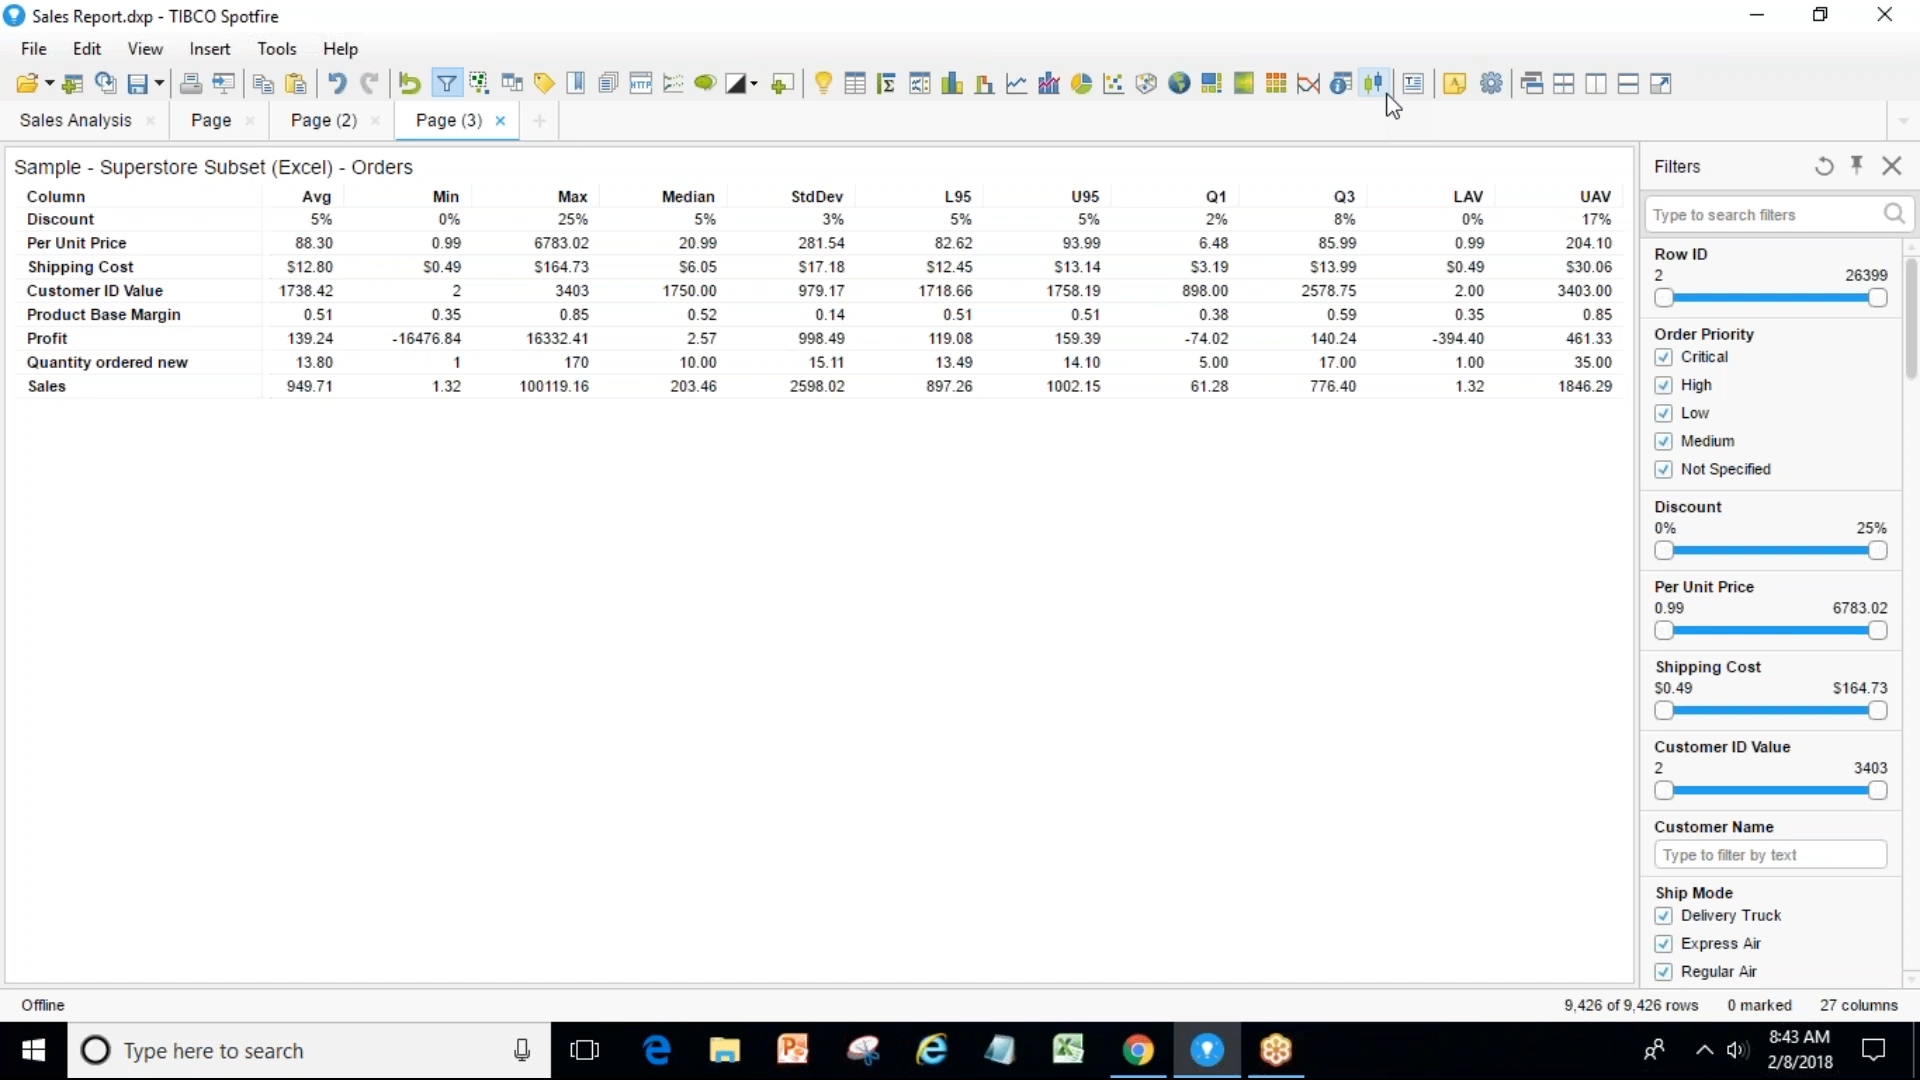 Sales Report.dxp - TIBCO Spotfire
File Edit View Insert Tools Help
HTTP
Sales Analysis Page Page (2) Page (3)
Sample - Superstore Subset (Excel) - Orders
Column Avg Min Max Median StdDev L95 U95 Q1 Q3 LAV UAV
Discount 5% 0% 25% 5% 3% 5% 5% 2% 8% 0% 17%
Per Unit Price 88.30 0.99 6783.02 20.99 281.54 82.62 93.99 6.48 85.99 0.99 204.10
Shipping Cost $12.80 $0.49 $164.73 $6.05 $17.18 $12.45 $13.14 $3.19 $13.99 $0.49 $30.06
Customer ID Value 1738.42 2 3403 1750.00 979.17 1718.66 1758.19 898.00 2578.75 2.00 3403.00
Product Base Margin 0.51 0.35 0.85 0.52 0.14 0.51 0.51 0.38 0.59 0.35 0.85
Profit 139.24 -16476.84 16332.41 2.57 998.49 119.08 159.39 -74.02 140.24 -394.40 461.33
Quantity ordered new 13.80 1 170 10.00 15.11 13.49 14.10 5.00 17.00 1.00 35.00
Sales 949.71 1.32 100119.16 203.46 2598.02 897.26 1002.15 61.28 776.40 1.32 1846.29
Filters
Type to search filters
Row ID
2 26399
Order Priority
Critical
High
Low
Medium
Not Specified
Discount
0% 25%
Per Unit Price
0.99 6783.02
Shipping Cost
$0.49 $164.73
Customer ID Value
2 3403
Customer Name
Type to filter by text
Ship Mode
Delivery Truck
Express Air
Regular Air
Offline 9,426 of 9,426 rows 0 marked 27 columns
Type here to search
8:43 AM
2/8/2018